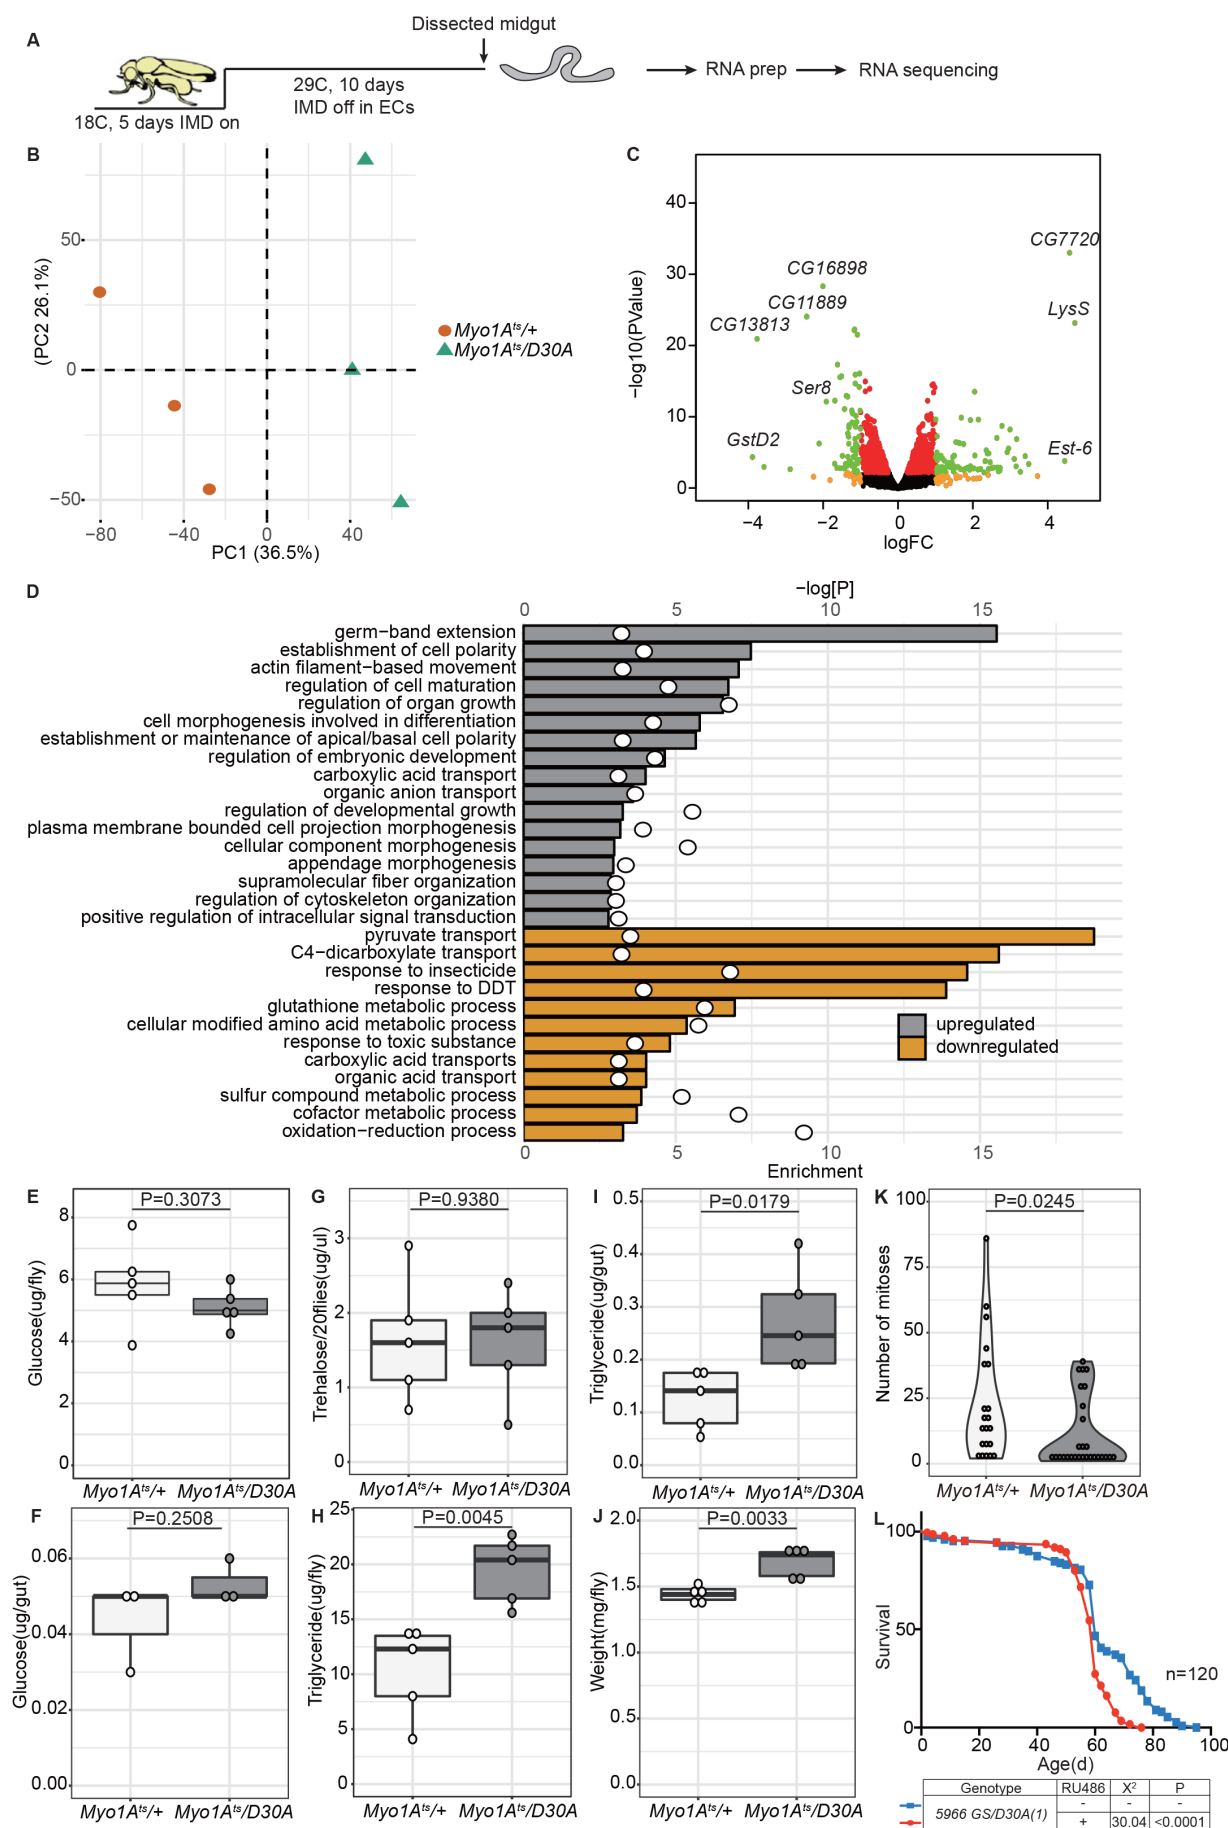 A
Dissected midgut
29C, 10 days
IMD off in ECs
18C, 5 days IMD on
RNA prep
RNA sequencing
B
(PC2 26.1%)
50
0
−50
−80
−40
0
40
PC1 (36.5%)
Myo1Ats/+
Myo1Ats/D30A
C
−log10(PValue)
40
30
20
10
0
−4
−2
0
2
4
logFC
CG7720
CG16898
CG11889
LysS
CG13813
Ser8
GstD2
Est-6
D
−log[P]
0 5 10 15
germ−band extension
establishment of cell polarity
actin filament−based movement
regulation of cell maturation
regulation of organ growth
cell morphogenesis involved in differentiation
establishment or maintenance of apical/basal cell polarity
regulation of embryonic development
carboxylic acid transport
organic anion transport
regulation of developmental growth
plasma membrane bounded cell projection morphogenesis
cellular component morphogenesis
appendage morphogenesis
supramolecular fiber organization
regulation of cytoskeleton organization
positive regulation of intracellular signal transduction
pyruvate transport
C4−dicarboxylate transport
response to insecticide
response to DDT
glutathione metabolic process
cellular modified amino acid metabolic process
response to toxic substance
carboxylic acid transports
organic acid transport
sulfur compound metabolic process
cofactor metabolic process
oxidation−reduction process
upregulated
downregulated
0 5 10 15
Enrichment
E
P=0.3073
Glucose(ug/fly)
8
6
4
2
0
Myo1Ats/+ Myo1Ats/D30A
G
P=0.9380
Trehalose/20flies(ug/ul)
3
2
1
0
Myo1Ats/+ Myo1Ats/D30A
I
P=0.0179
Triglyceride(ug/gut)
0.5
0.4
0.3
0.2
0.1
0.0
Myo1Ats/+ Myo1Ats/D30A
K
P=0.0245
Number of mitoses
100
75
50
25
0
Myo1Ats/+ Myo1Ats/D30A
F
P=0.2508
Glucose(ug/gut)
0.06
0.04
0.02
0.00
Myo1Ats/+ Myo1Ats/D30A
H
P=0.0045
Triglyceride(ug/fly)
25
20
15
10
5
0
Myo1Ats/+ Myo1Ats/D30A
J
P=0.0033
Weight(mg/fly)
2.0
1.5
1.0
0.5
0.0
Myo1Ats/+ Myo1Ats/D30A
L
Survival
100
50
0
n=120
0 20 40 60 80 100
Age(d)
Genotype RU486 X2 P
5966 GS/D30A(1)
- - -
+ 30.04 <0.0001